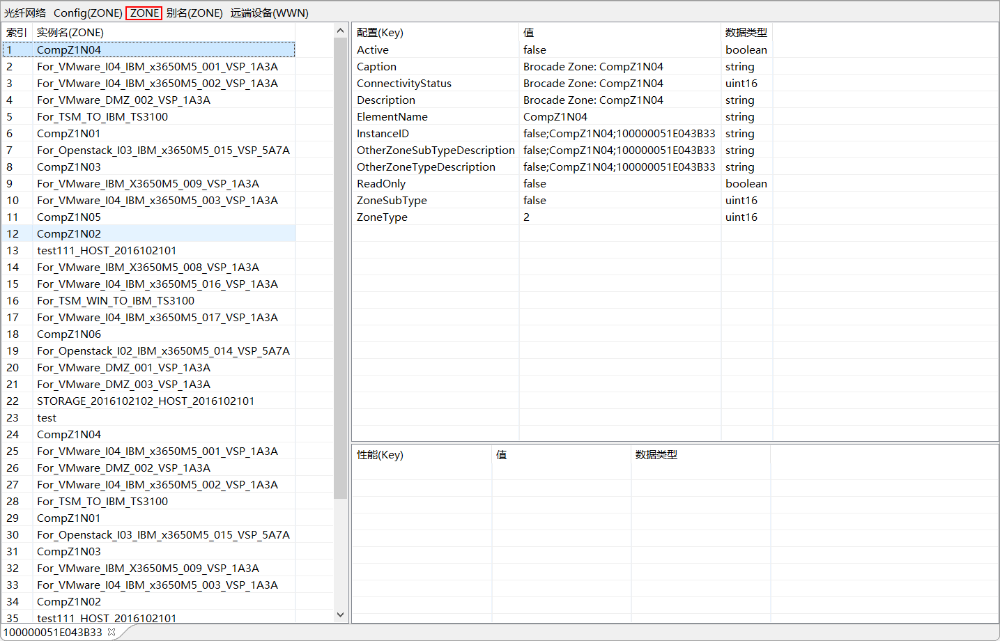 光纤网络 Config(ZONE) ZONE 别名(ZONE) 远端设备(WWN)
索引 实例名(ZONE)
1 CompZ1N04
2 For_VMware_I04_IBM_x3650M5_001_VSP_1A3A
3 For_VMware_I04_IBM_x3650M5_002_VSP_1A3A
4 For_VMware_DMZ_002_VSP_1A3A
5 For_TSM_TO_IBM_TS3100
6 CompZ1N01
7 For_Openstack_I03_IBM_x3650M5_015_VSP_5A7A
8 CompZ1N03
9 For_VMware_IBM_X3650M5_009_VSP_1A3A
10 For_VMware_I04_IBM_x3650M5_003_VSP_1A3A
11 CompZ1N05
12 CompZ1N02
13 test111_HOST_2016102101
14 For_VMware_IBM_X3650M5_008_VSP_1A3A
15 For_VMware_I04_IBM_x3650M5_016_VSP_1A3A
16 For_TSM_WIN_TO_IBM_TS3100
17 For_VMware_I04_IBM_x3650M5_017_VSP_1A3A
18 CompZ1N06
19 For_Openstack_I02_IBM_x3650M5_014_VSP_5A7A
20 For_VMware_DMZ_001_VSP_1A3A
21 For_VMware_DMZ_003_VSP_1A3A
22 STORAGE_2016102102_HOST_2016102101
23 test
24 CompZ1N04
25 For_VMware_I04_IBM_x3650M5_001_VSP_1A3A
26 For_VMware_DMZ_002_VSP_1A3A
27 For_VMware_I04_IBM_x3650M5_002_VSP_1A3A
28 For_TSM_TO_IBM_TS3100
29 CompZ1N01
30 For_Openstack_I03_IBM_x3650M5_015_VSP_5A7A
31 CompZ1N03
32 For_VMware_IBM_X3650M5_009_VSP_1A3A
33 For_VMware_I04_IBM_x3650M5_003_VSP_1A3A
34 CompZ1N02
35 test111_HOST_2016102101
配置(Key) 值 数据类型
Active false boolean
Caption Brocade Zone: CompZ1N04 string
ConnectivityStatus Brocade Zone: CompZ1N04 uint16
Description Brocade Zone: CompZ1N04 string
ElementName CompZ1N04 string
InstanceID false;CompZ1N04;100000051E043B33 string
OtherZoneSubTypeDescription false;CompZ1N04;100000051E043B33 string
OtherZoneTypeDescription false;CompZ1N04;100000051E043B33 string
ReadOnly false boolean
ZoneSubType false uint16
ZoneType 2 uint16
性能(Key) 值 数据类型
100000051E043B33